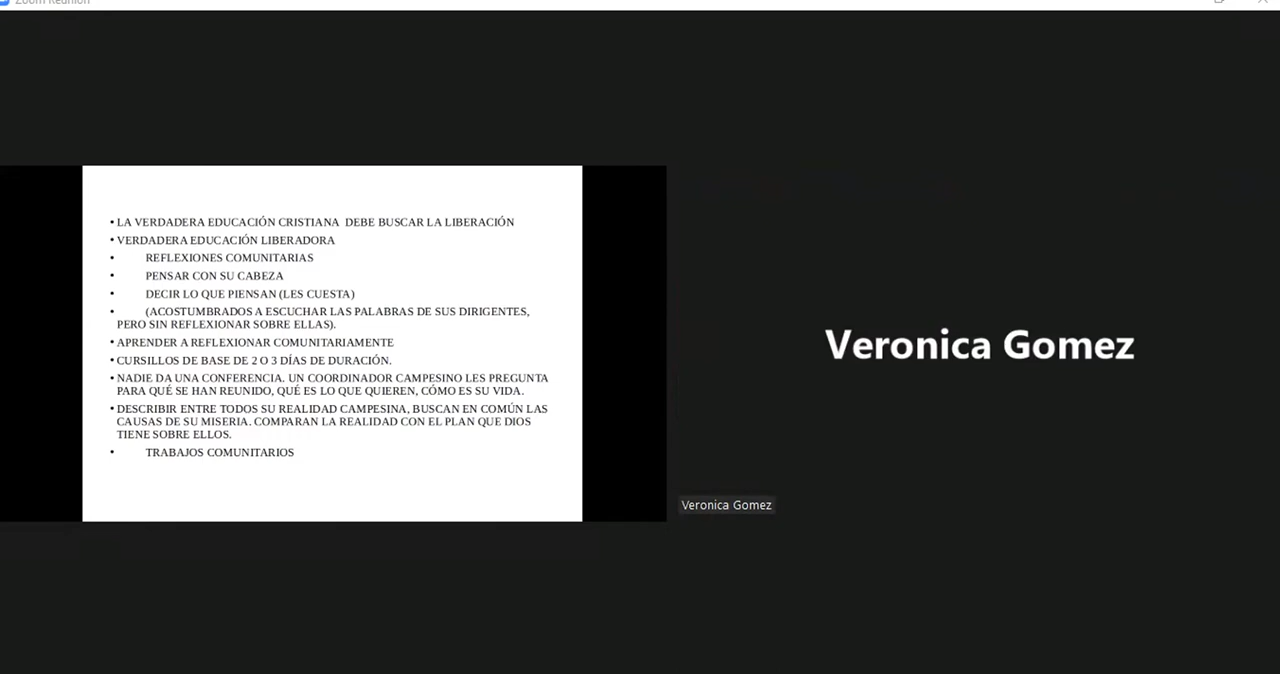 Zoom Reunión
• LA VERDADERA EDUCACIÓN CRISTIANA DEBE BUSCAR LA LIBERACIÓN
• VERDADERA EDUCACIÓN LIBERADORA
• REFLEXIONES COMUNITARIAS
• PENSAR CON SU CABEZA
• DECIR LO QUE PIENSAN (LES CUESTA)
• (ACOSTUMBRADOS A ESCUCHAR LAS PALABRAS DE SUS DIRIGENTES,
PERO SIN REFLEXIONAR SOBRE ELLAS).
• APRENDER A REFLEXIONAR COMUNITARIAMENTE
• CURSILLOS DE BASE DE 2 O 3 DÍAS DE DURACIÓN.
• NADIE DA UNA CONFERENCIA. UN COORDINADOR CAMPESINO LES PREGUNTA
PARA QUÉ SE HAN REUNIDO, QUÉ ES LO QUE QUIEREN, CÓMO ES SU VIDA.
• DESCRIBIR ENTRE TODOS SU REALIDAD CAMPESINA, BUSCAN EN COMÚN LAS
CAUSAS DE SU MISERIA. COMPARAN LA REALIDAD CON EL PLAN QUE DIOS
TIENE SOBRE ELLOS.
• TRABAJOS COMUNITARIOS
Veronica Gomez
Veronica Gomez